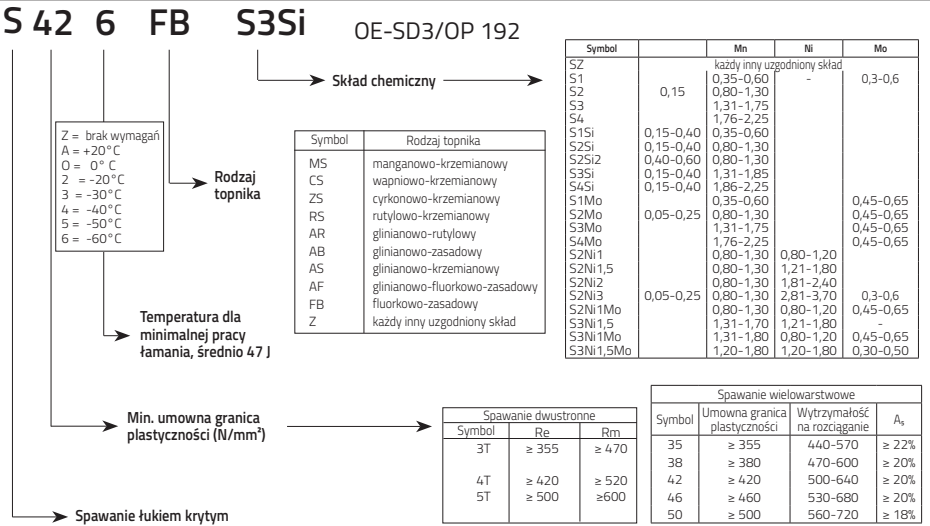 S 42 6 FB S3Si OE-SD3/OP 192
Skład chemiczny
Symbol Mn Ni Mo
SZ każdy inny uzgodniony skład
S1 0,35-0,60 - 0,3-0,6
S2 0,15 0,80-1,30
S3 1,31-1,75
S4 1,76-2,25
S1Si 0,15-0,40 0,35-0,60
S2Si 0,15-0,40 0,80-1,30
S2Si2 0,40-0,60 0,80-1,30
S3Si 0,15-0,40 1,31-1,85
S4Si 0,15-0,40 1,86-2,25
S1Mo 0,35-0,60 0,45-0,65
S2Mo 0,05-0,25 0,80-1,30 0,45-0,65
S3Mo 1,31-1,75 0,45-0,65
S4Mo 1,76-2,25 0,45-0,65
S2Ni1 0,80-1,30 0,80-1,20
S2Ni1,5 0,80-1,30 1,21-1,80
S2Ni2 0,80-1,30 1,81-2,40
S2Ni3 0,05-0,25 0,80-1,30 2,81-3,70 0,3-0,6
S2Ni1Mo 0,80-1,30 0,80-1,20 0,45-0,65
S3Ni1,5 1,31-1,70 1,21-1,80 -
S3Ni1Mo 1,31-1,80 0,80-1,20 0,45-0,65
S3Ni1,5Mo 1,20-1,80 1,20-1,80 0,30-0,50
Z = brak wymagań
A = +20°C
0 = 0° C
2 = -20°C
3 = -30°C
4 = -40°C
5 = -50°C
6 = -60°C
Rodzaj
topnika
Symbol Rodzaj topnika
MS manganowo-krzemianowy
CS wapniowo-krzemianowy
ZS cyrkonowo-krzemianowy
RS rutylowo-krzemianowy
AR glinianowo-rutylowy
AB glinianowo-zasadowy
AS glinianowo-krzemianowy
AF glinianowo-fluorkowo-zasadowy
FB fluorkowo-zasadowy
Z każdy inny uzgodniony skład
Temperatura dla
minimalnej pracy
łamania, średnio 47 J
Min. umowna granica
plastyczności (N/mm²)
Spawanie dwustronne
Symbol Re Rm
3T ≥ 355 ≥ 470
4T ≥ 420 ≥ 520
5T ≥ 500 ≥600
Spawanie wielowarstwowe
Symbol Umowna granica plastyczności Wytrzymałość na rozciąganie A₅
35 ≥ 355 440-570 ≥ 22%
38 ≥ 380 470-600 ≥ 20%
42 ≥ 420 500-640 ≥ 20%
46 ≥ 460 530-680 ≥ 20%
50 ≥ 500 560-720 ≥ 18%
Spawanie łukiem krytym